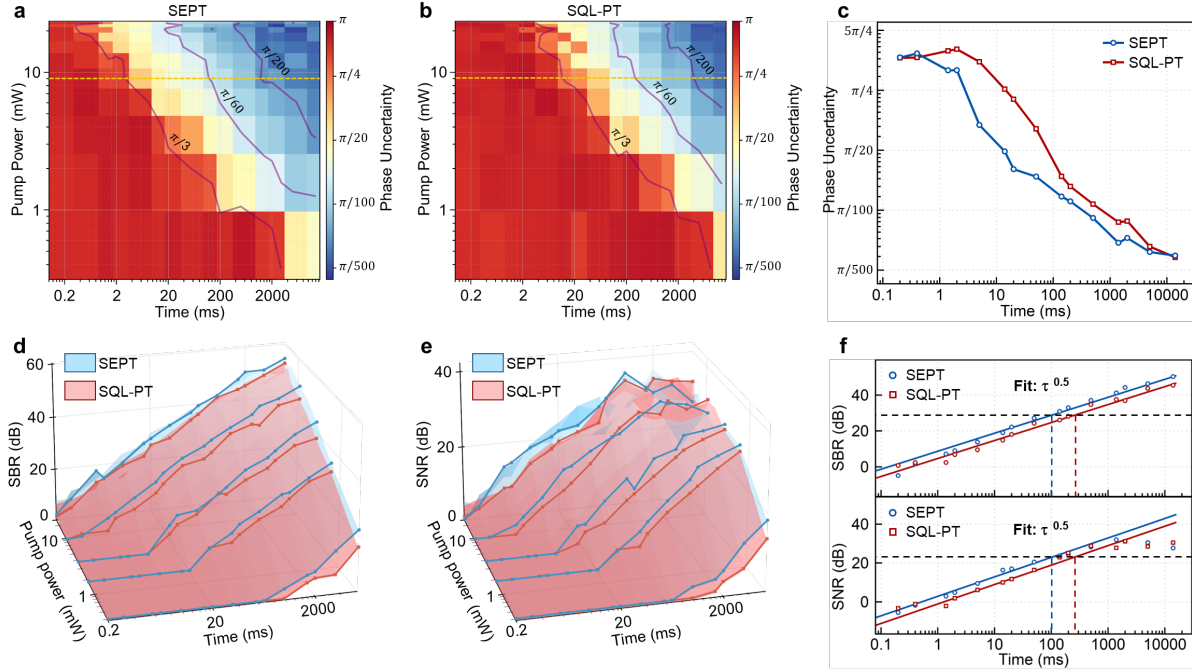 a
SEPT
Pump Power (mW)
10
1
π/3
π/60
π/200
0.2
2
20
200
2000
Time (ms)
π
π/4
π/20
π/100
π/500
Phase Uncertainty
b
SQL-PT
Pump Power (mW)
10
1
π/3
π/60
π/200
0.2
2
20
200
2000
Time (ms)
π
π/4
π/20
π/100
π/500
Phase Uncertainty
c
SEPT
SQL-PT
Phase Uncertainty
5π/4
π/4
π/20
π/100
π/500
0.1
1
10
100
1000
10000
Time (ms)
d
SEPT
SQL-PT
SBR (dB)
60
40
20
0
Pump power (mW)
10
1
0.2
20
2000
Time (ms)
e
SEPT
SQL-PT
SNR (dB)
40
20
0
Pump power (mW)
10
1
0.2
20
2000
Time (ms)
f
SEPT
SQL-PT
Fit: τ 0.5
SBR (dB)
40
20
0
SEPT
SQL-PT
Fit: τ 0.5
SNR (dB)
40
20
0
0.1
1
10
100
1000
10000
Time (ms)